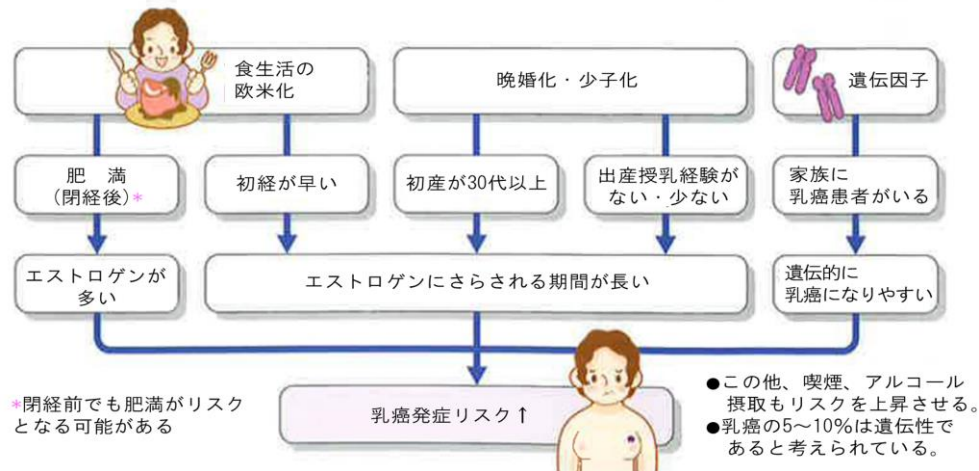 食生活の
欧米化
晩婚化・少子化
遺伝因子
肥　満
(閉経後)*
初経が早い
初産が30代以上
出産授乳経験が
ない・少ない
家族に
乳癌患者がいる
エストロゲンが
多い
エストロゲンにさらされる期間が長い
遺伝的に
乳癌になりやすい
乳癌発症リスク↑
*閉経前でも肥満がリスク
となる可能性がある
●この他、喫煙、アルコール
摂取もリスクを上昇させる。
●乳癌の5〜10%は遺伝性で
あると考えられている。